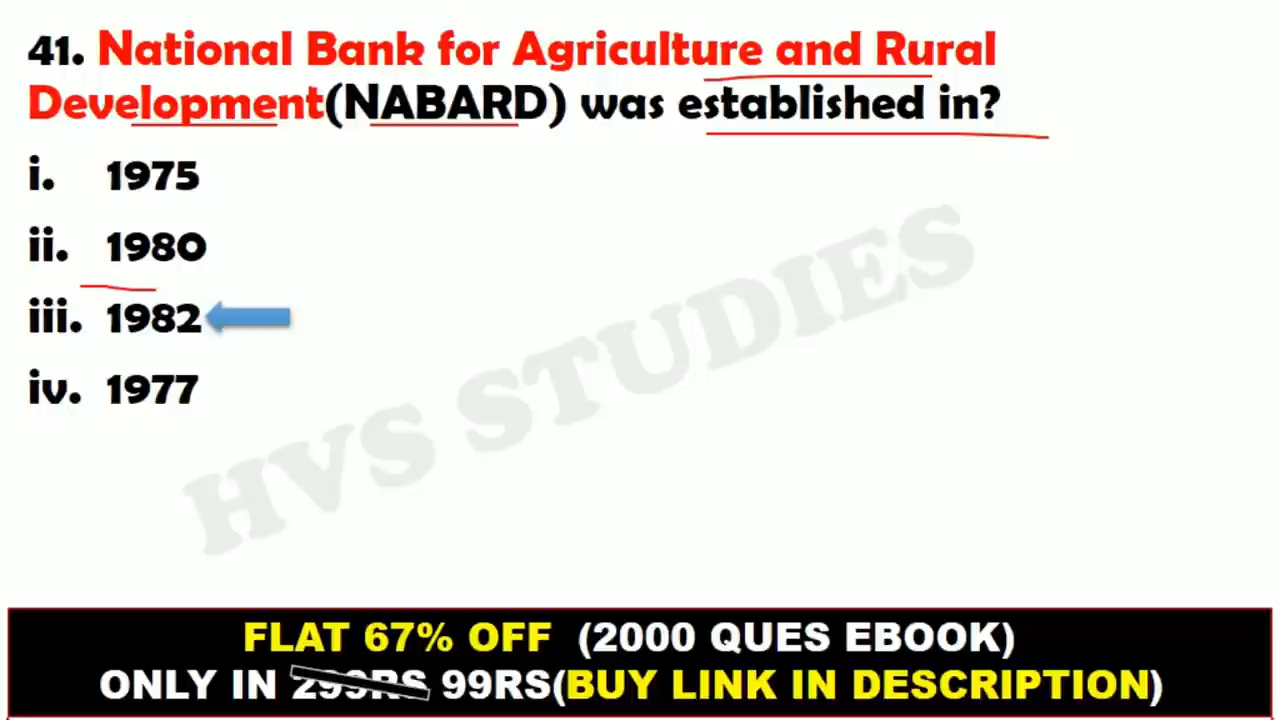 41. National Bank for Agriculture and Rural
Development(NABARD) was established in?
i. 1975
ii. 1980
iii. 1982
iv. 1977
HVS STUDIES
FLAT 67% OFF (2000 QUES EBOOK)
ONLY IN 299RS 99RS(BUY LINK IN DESCRIPTION)